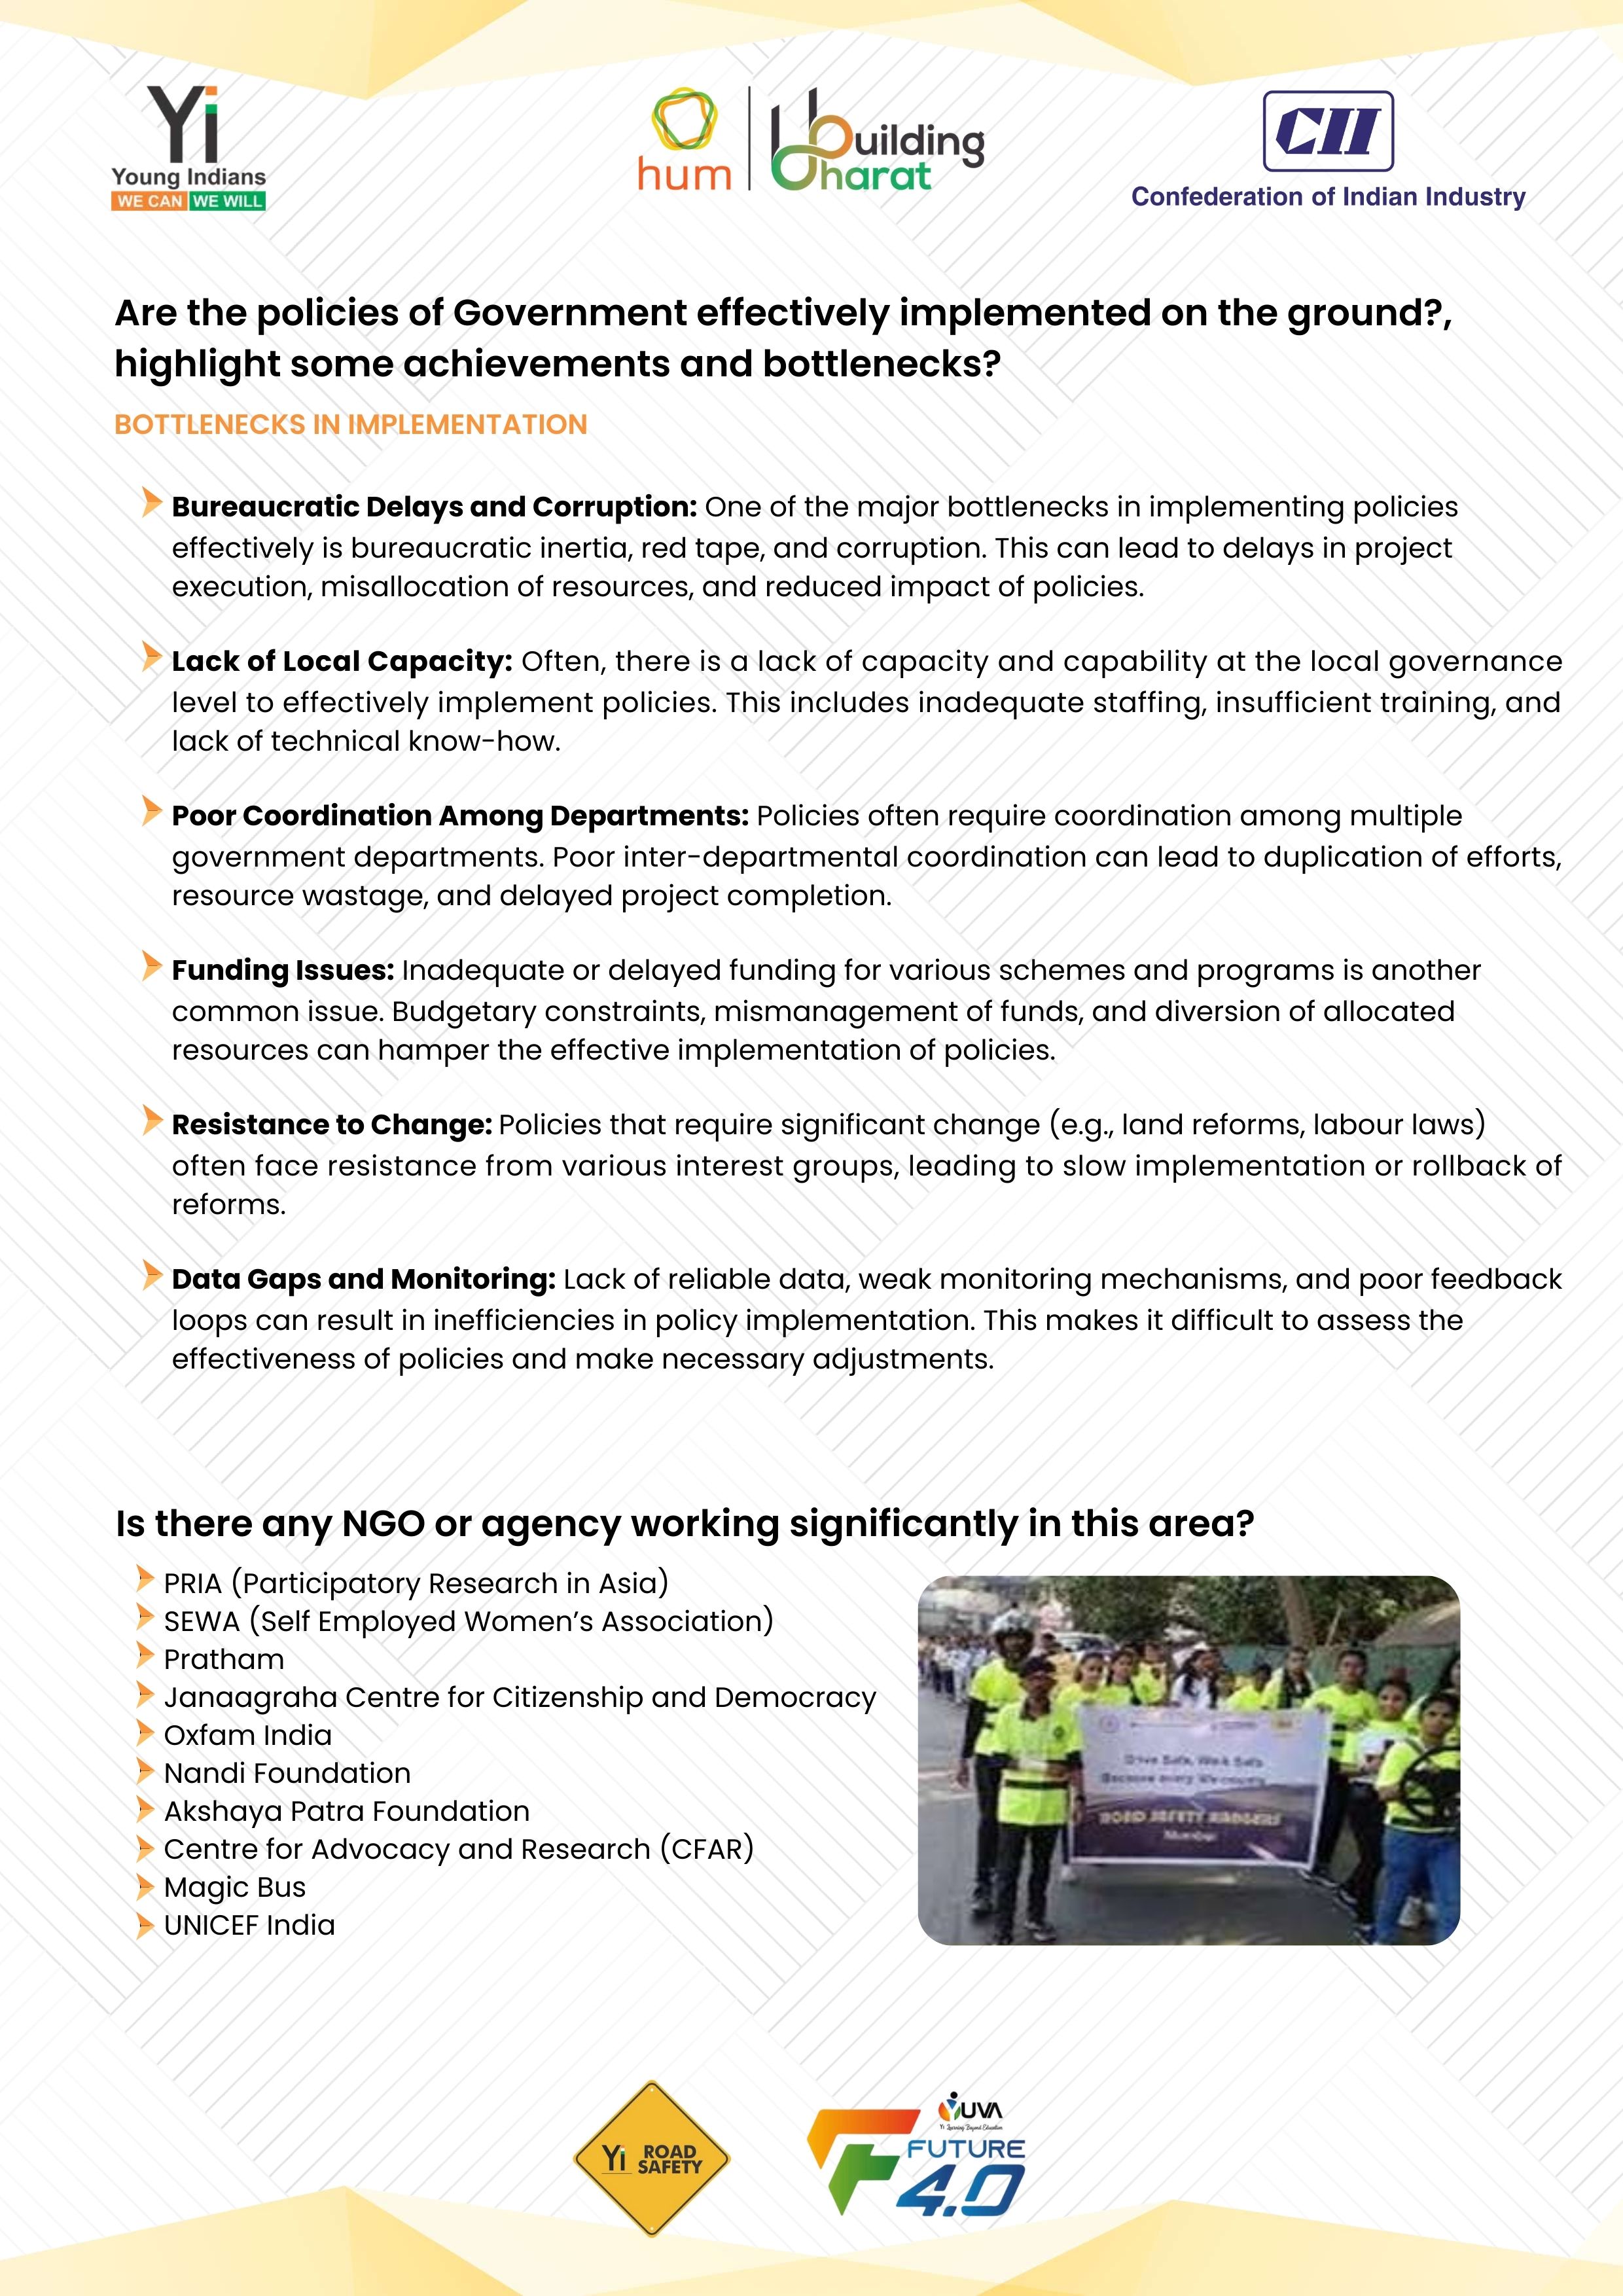 Yi
Young Indians
WE CAN WE WILL
hum
Building
Bharat
CII
Confederation of Indian Industry
Are the policies of Government effectively implemented on the ground?,
highlight some achievements and bottlenecks?
BOTTLENECKS IN IMPLEMENTATION
Bureaucratic Delays and Corruption: One of the major bottlenecks in implementing policies
effectively is bureaucratic inertia, red tape, and corruption. This can lead to delays in project
execution, misallocation of resources, and reduced impact of policies.
Lack of Local Capacity: Often, there is a lack of capacity and capability at the local governance
level to effectively implement policies. This includes inadequate staffing, insufficient training, and
lack of technical know-how.
Poor Coordination Among Departments: Policies often require coordination among multiple
government departments. Poor inter-departmental coordination can lead to duplication of efforts,
resource wastage, and delayed project completion.
Funding Issues: Inadequate or delayed funding for various schemes and programs is another
common issue. Budgetary constraints, mismanagement of funds, and diversion of allocated
resources can hamper the effective implementation of policies.
Resistance to Change: Policies that require significant change (e.g., land reforms, labour laws)
often face resistance from various interest groups, leading to slow implementation or rollback of
reforms.
Data Gaps and Monitoring: Lack of reliable data, weak monitoring mechanisms, and poor feedback
loops can result in inefficiencies in policy implementation. This makes it difficult to assess the
effectiveness of policies and make necessary adjustments.
Is there any NGO or agency working significantly in this area?
PRIA (Participatory Research in Asia)
SEWA (Self Employed Women's Association)
Pratham
Janaagraha Centre for Citizenship and Democracy
Oxfam India
Nandi Foundation
Akshaya Patra Foundation
Centre for Advocacy and Research (CFAR)
Magic Bus
UNICEF India
Drive Safe, Walk Safe
Because every life counts
ROAD SAFETY
Mumbai
Yi ROAD
SAFETY
YUVA
Yi Learning Beyond Education
FUTURE
4.0